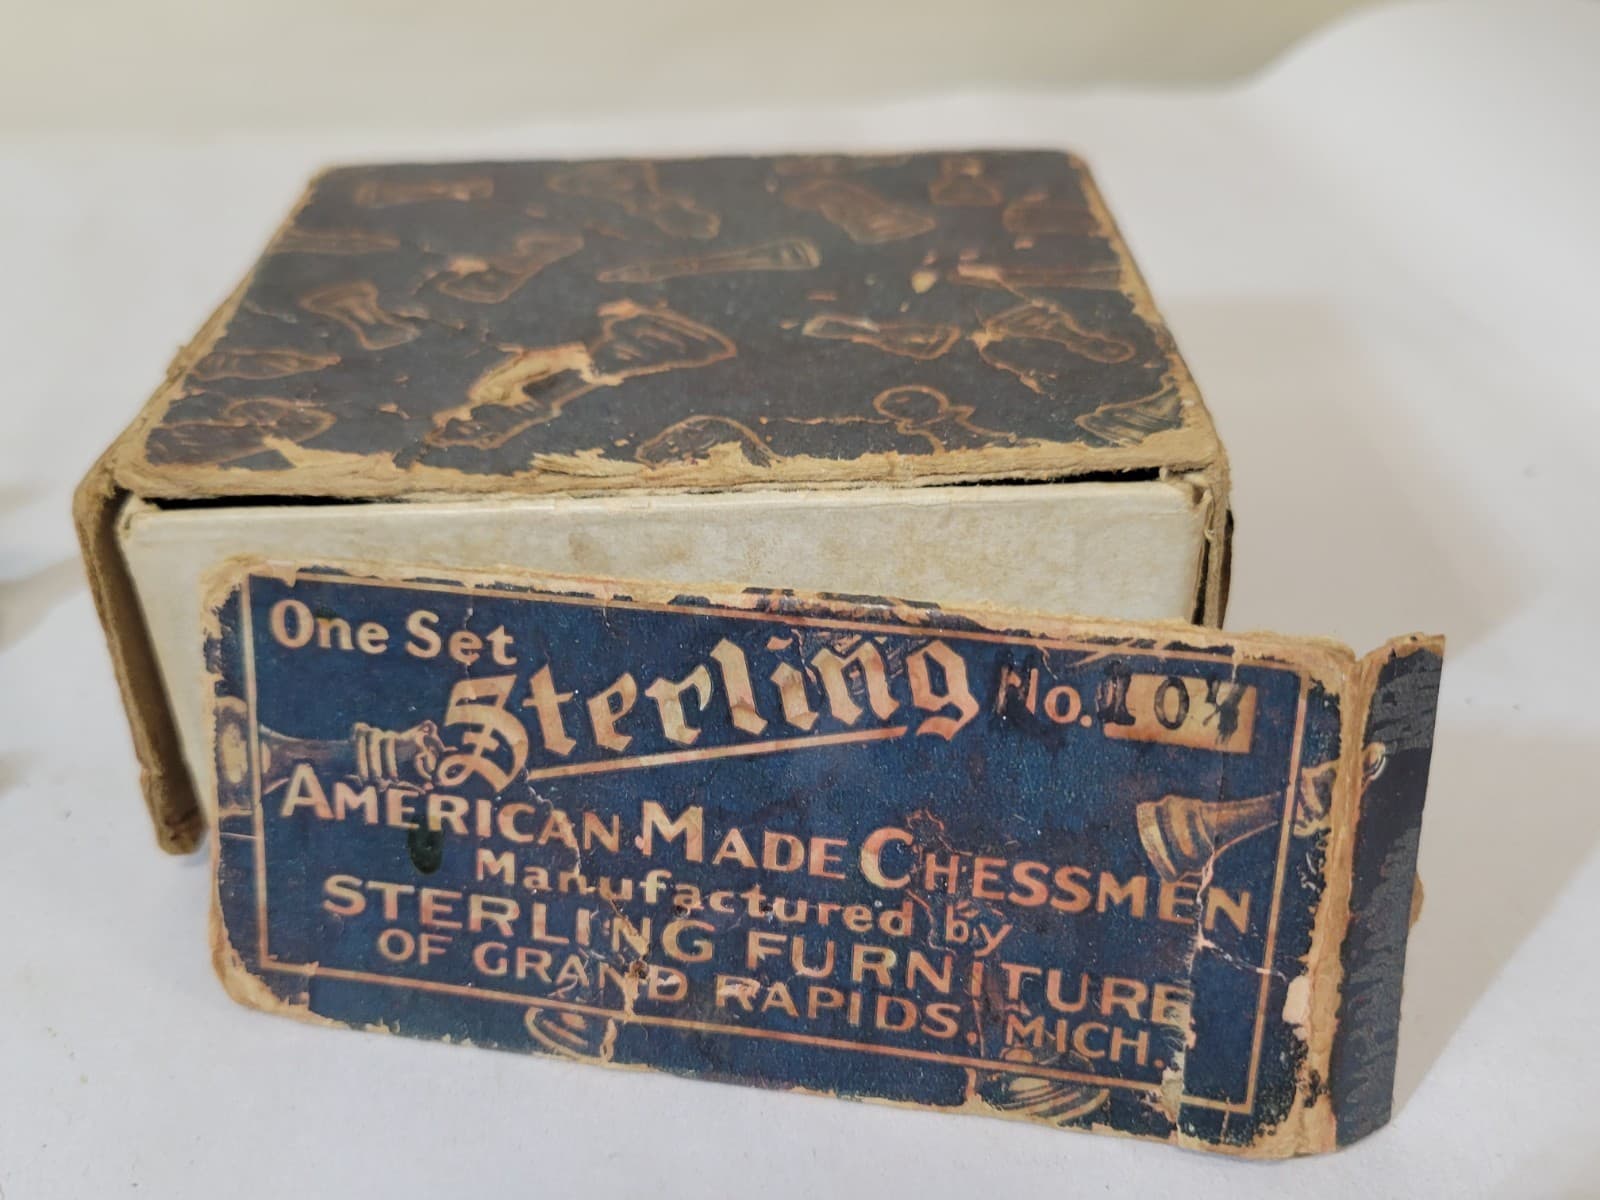 One Set
Sterling No. 107
AMERICAN MADE CHESSMEN
Manufactured by
STERLING FURNITURE
OF GRAND RAPIDS, MICH.